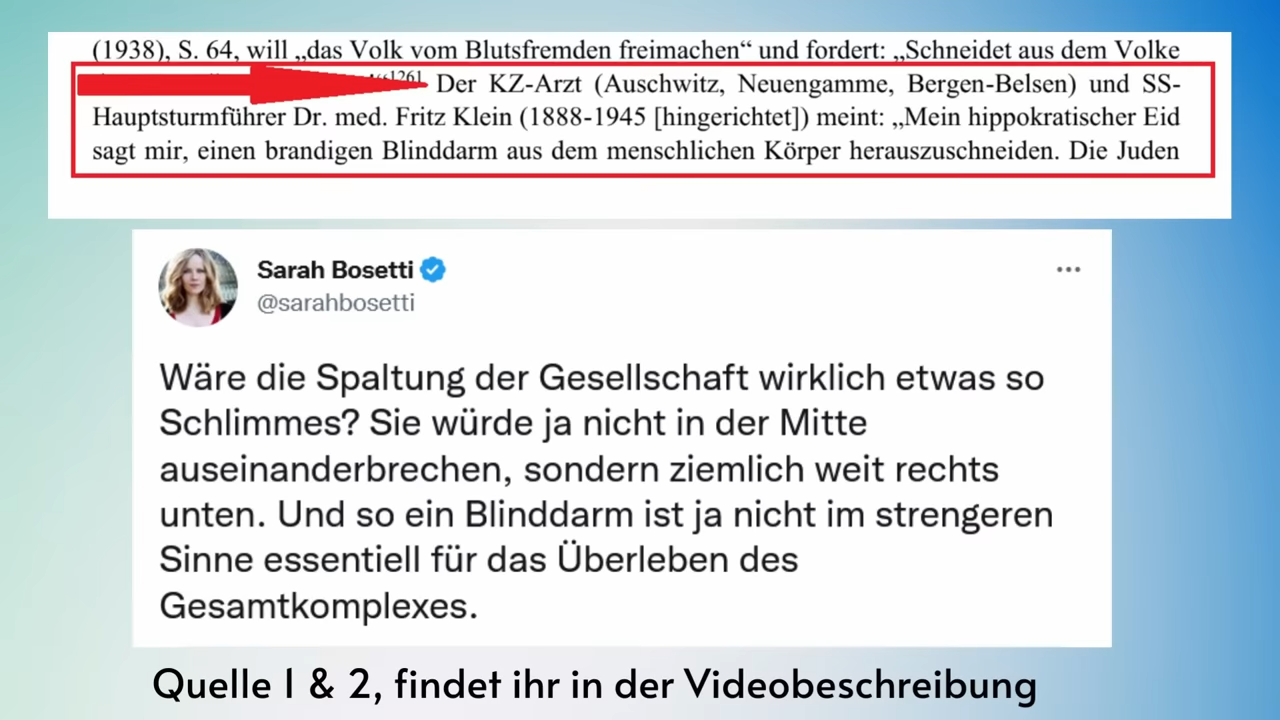 (1938), S. 64, will „das Volk vom Blutsfremden freimachen“ und fordert: „Schneidet aus dem Volke
“[26] Der KZ-Arzt (Auschwitz, Neuengamme, Bergen-Belsen) und SS-
Hauptsturmführer Dr. med. Fritz Klein (1888-1945 [hingerichtet]) meint: „Mein hippokratischer Eid
sagt mir, einen brandigen Blinddarm aus dem menschlichen Körper herauszuschneiden. Die Juden
Sarah Bosetti
@sarahbosetti
Wäre die Spaltung der Gesellschaft wirklich etwas so
Schlimmes? Sie würde ja nicht in der Mitte
auseinanderbrechen, sondern ziemlich weit rechts
unten. Und so ein Blinddarm ist ja nicht im strengeren
Sinne essentiell für das Überleben des
Gesamtkomplexes.
Quelle 1 & 2, findet ihr in der Videobeschreibung